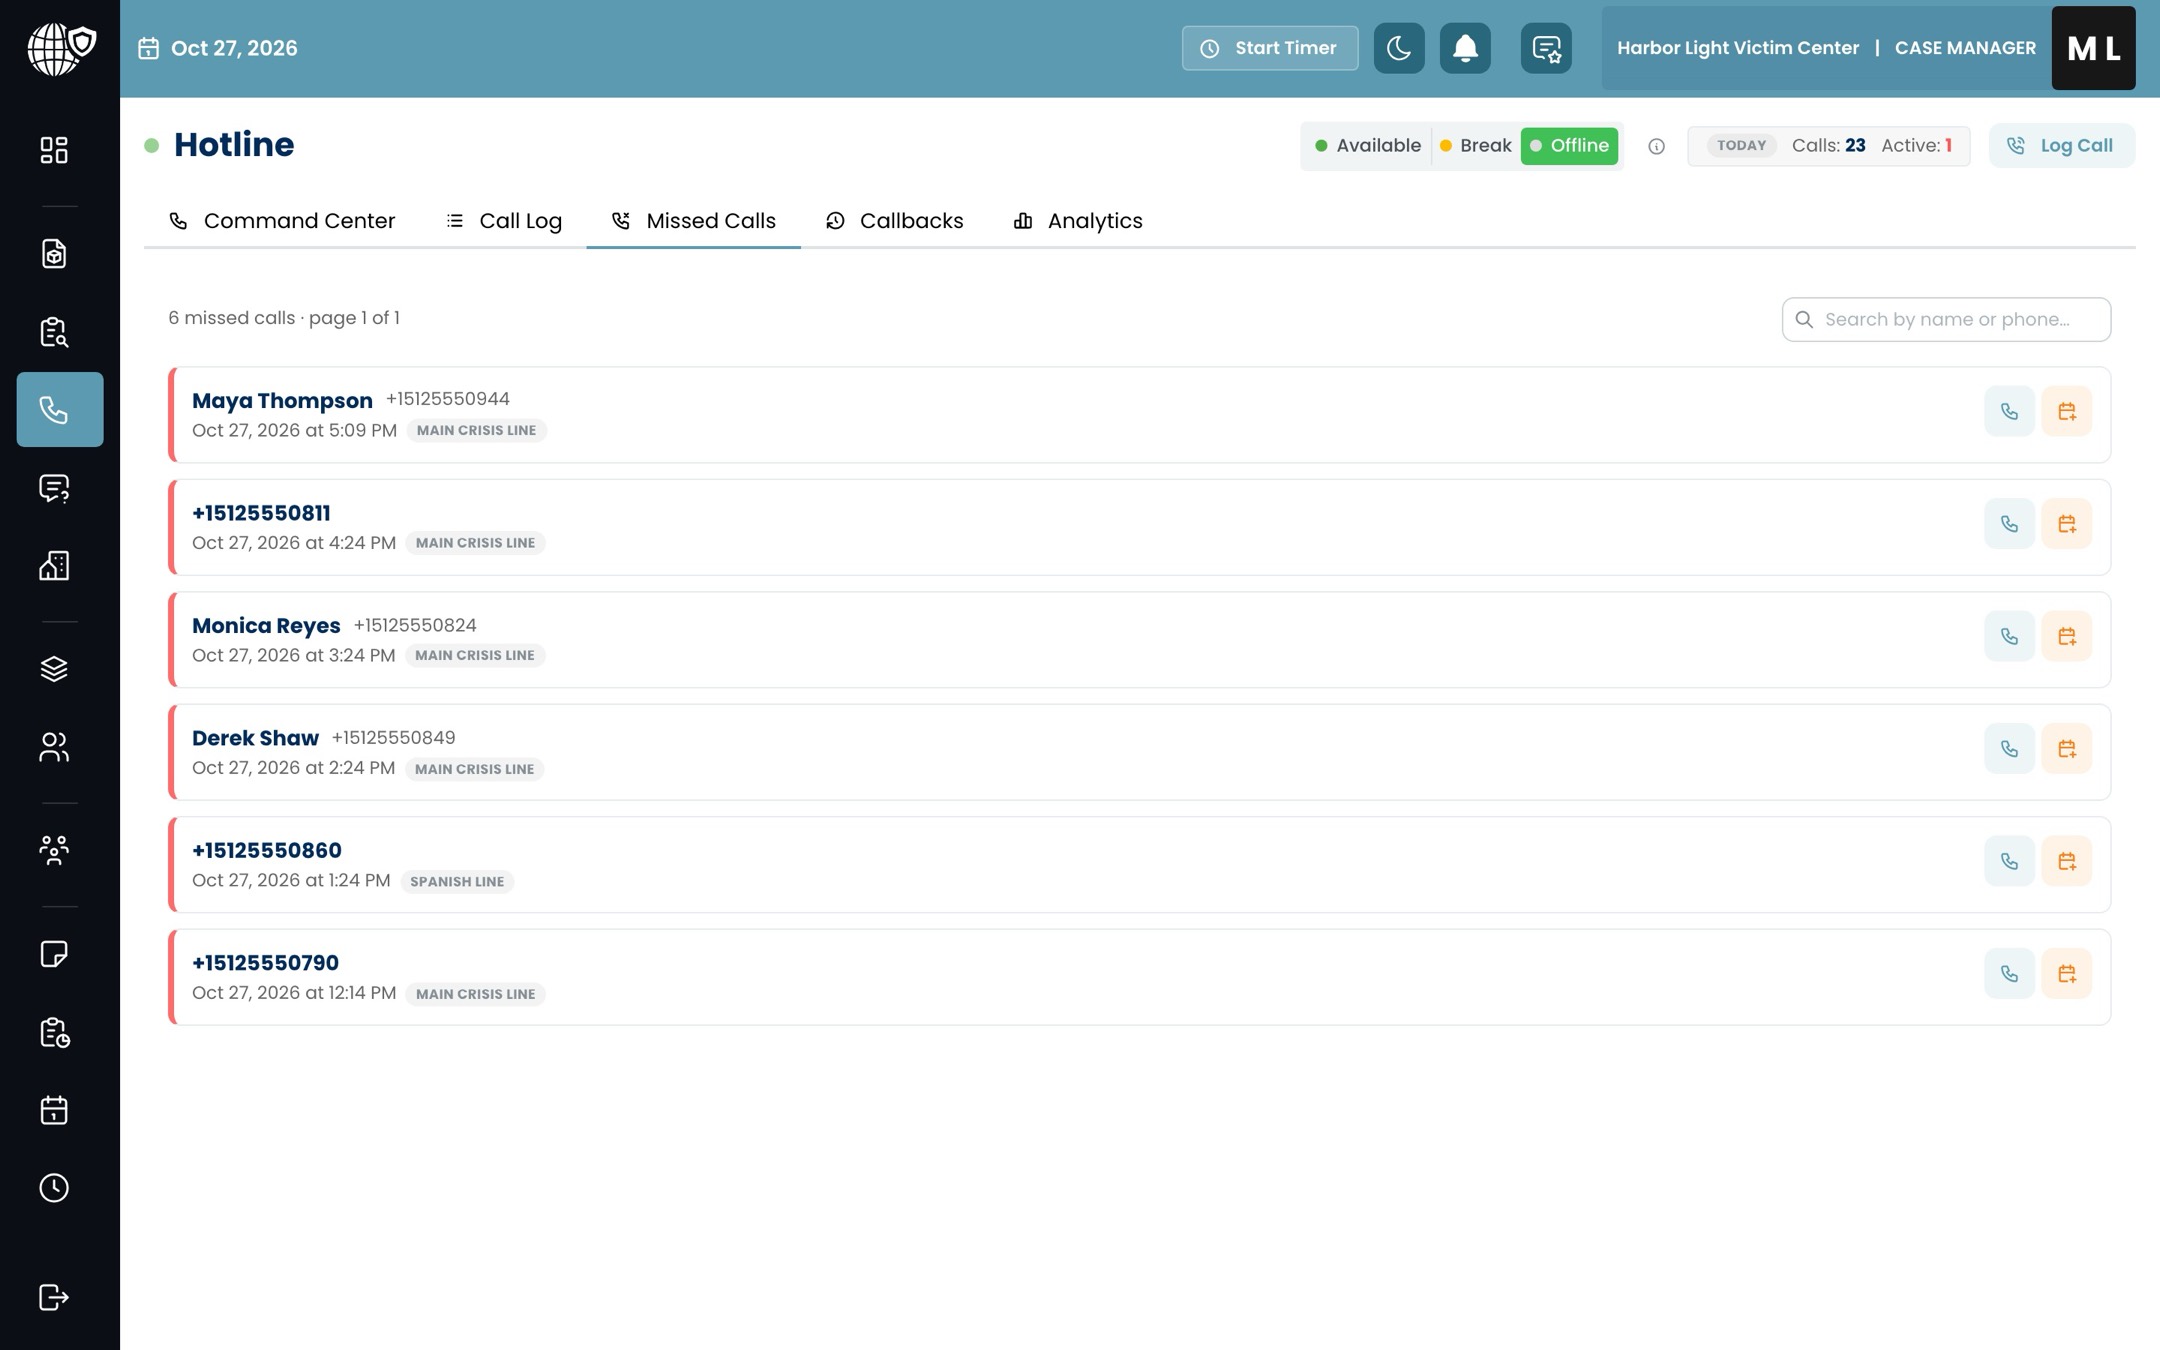 Oct 27, 2026
Start Timer
Harbor Light Victim Center | CASE MANAGER
M L
Hotline
Available
Break
Offline
TODAY Calls: 23 Active: 1
Log Call
Command Center
Call Log
Missed Calls
Callbacks
Analytics
6 missed calls · page 1 of 1
Search by name or phone...
Maya Thompson +15125550944
Oct 27, 2026 at 5:09 PM MAIN CRISIS LINE
+15125550811
Oct 27, 2026 at 4:24 PM MAIN CRISIS LINE
Monica Reyes +15125550824
Oct 27, 2026 at 3:24 PM MAIN CRISIS LINE
Derek Shaw +15125550849
Oct 27, 2026 at 2:24 PM MAIN CRISIS LINE
+15125550860
Oct 27, 2026 at 1:24 PM SPANISH LINE
+15125550790
Oct 27, 2026 at 12:14 PM MAIN CRISIS LINE